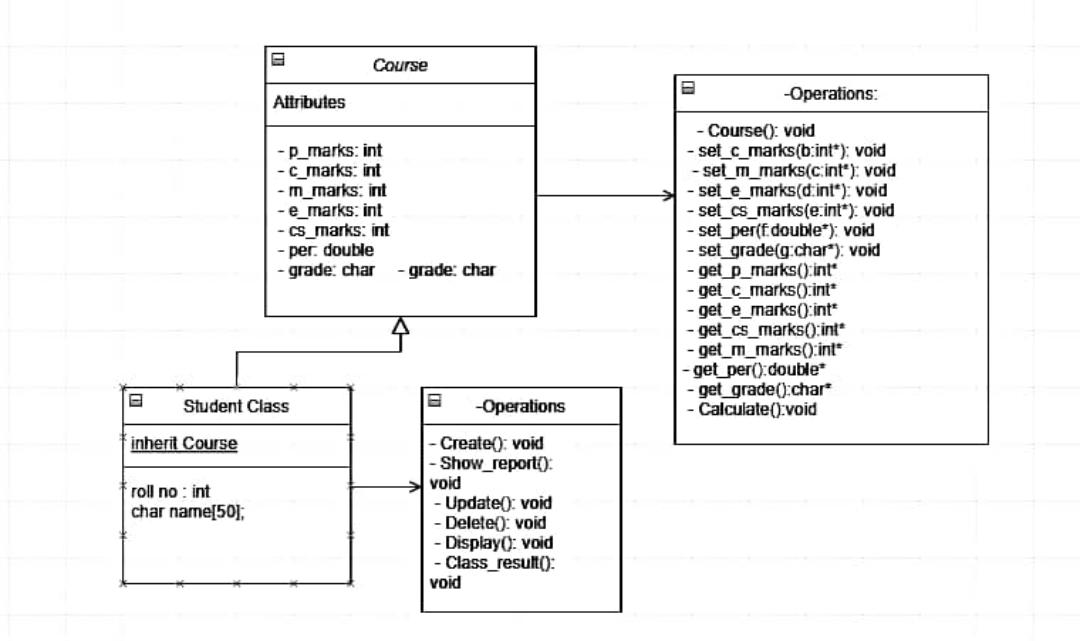 Course
Attributes
- p_marks: int
- c_marks: int
- m_marks: int
- e_marks: int
- cs_marks: int
- per: double
- grade: char - grade: char
-Operations:
- Course(): void
- set_c_marks(b:int*): void
- set_m_marks(c:int*): void
- set_e_marks(d:int*): void
- set_cs_marks(e:int*): void
- set_per(f:double*): void
- set_grade(g:char*): void
- get_p_marks():int*
- get_c_marks():int*
- get_e_marks():int*
- get_cs_marks():int*
- get_m_marks():int*
- get_per():double*
- get_grade():char*
- Calculate():void
Student Class
inherit Course
roll no : int
char name[50];
-Operations
- Create(): void
- Show_report():
void
- Update(): void
- Delete(): void
- Display(): void
- Class_result():
void